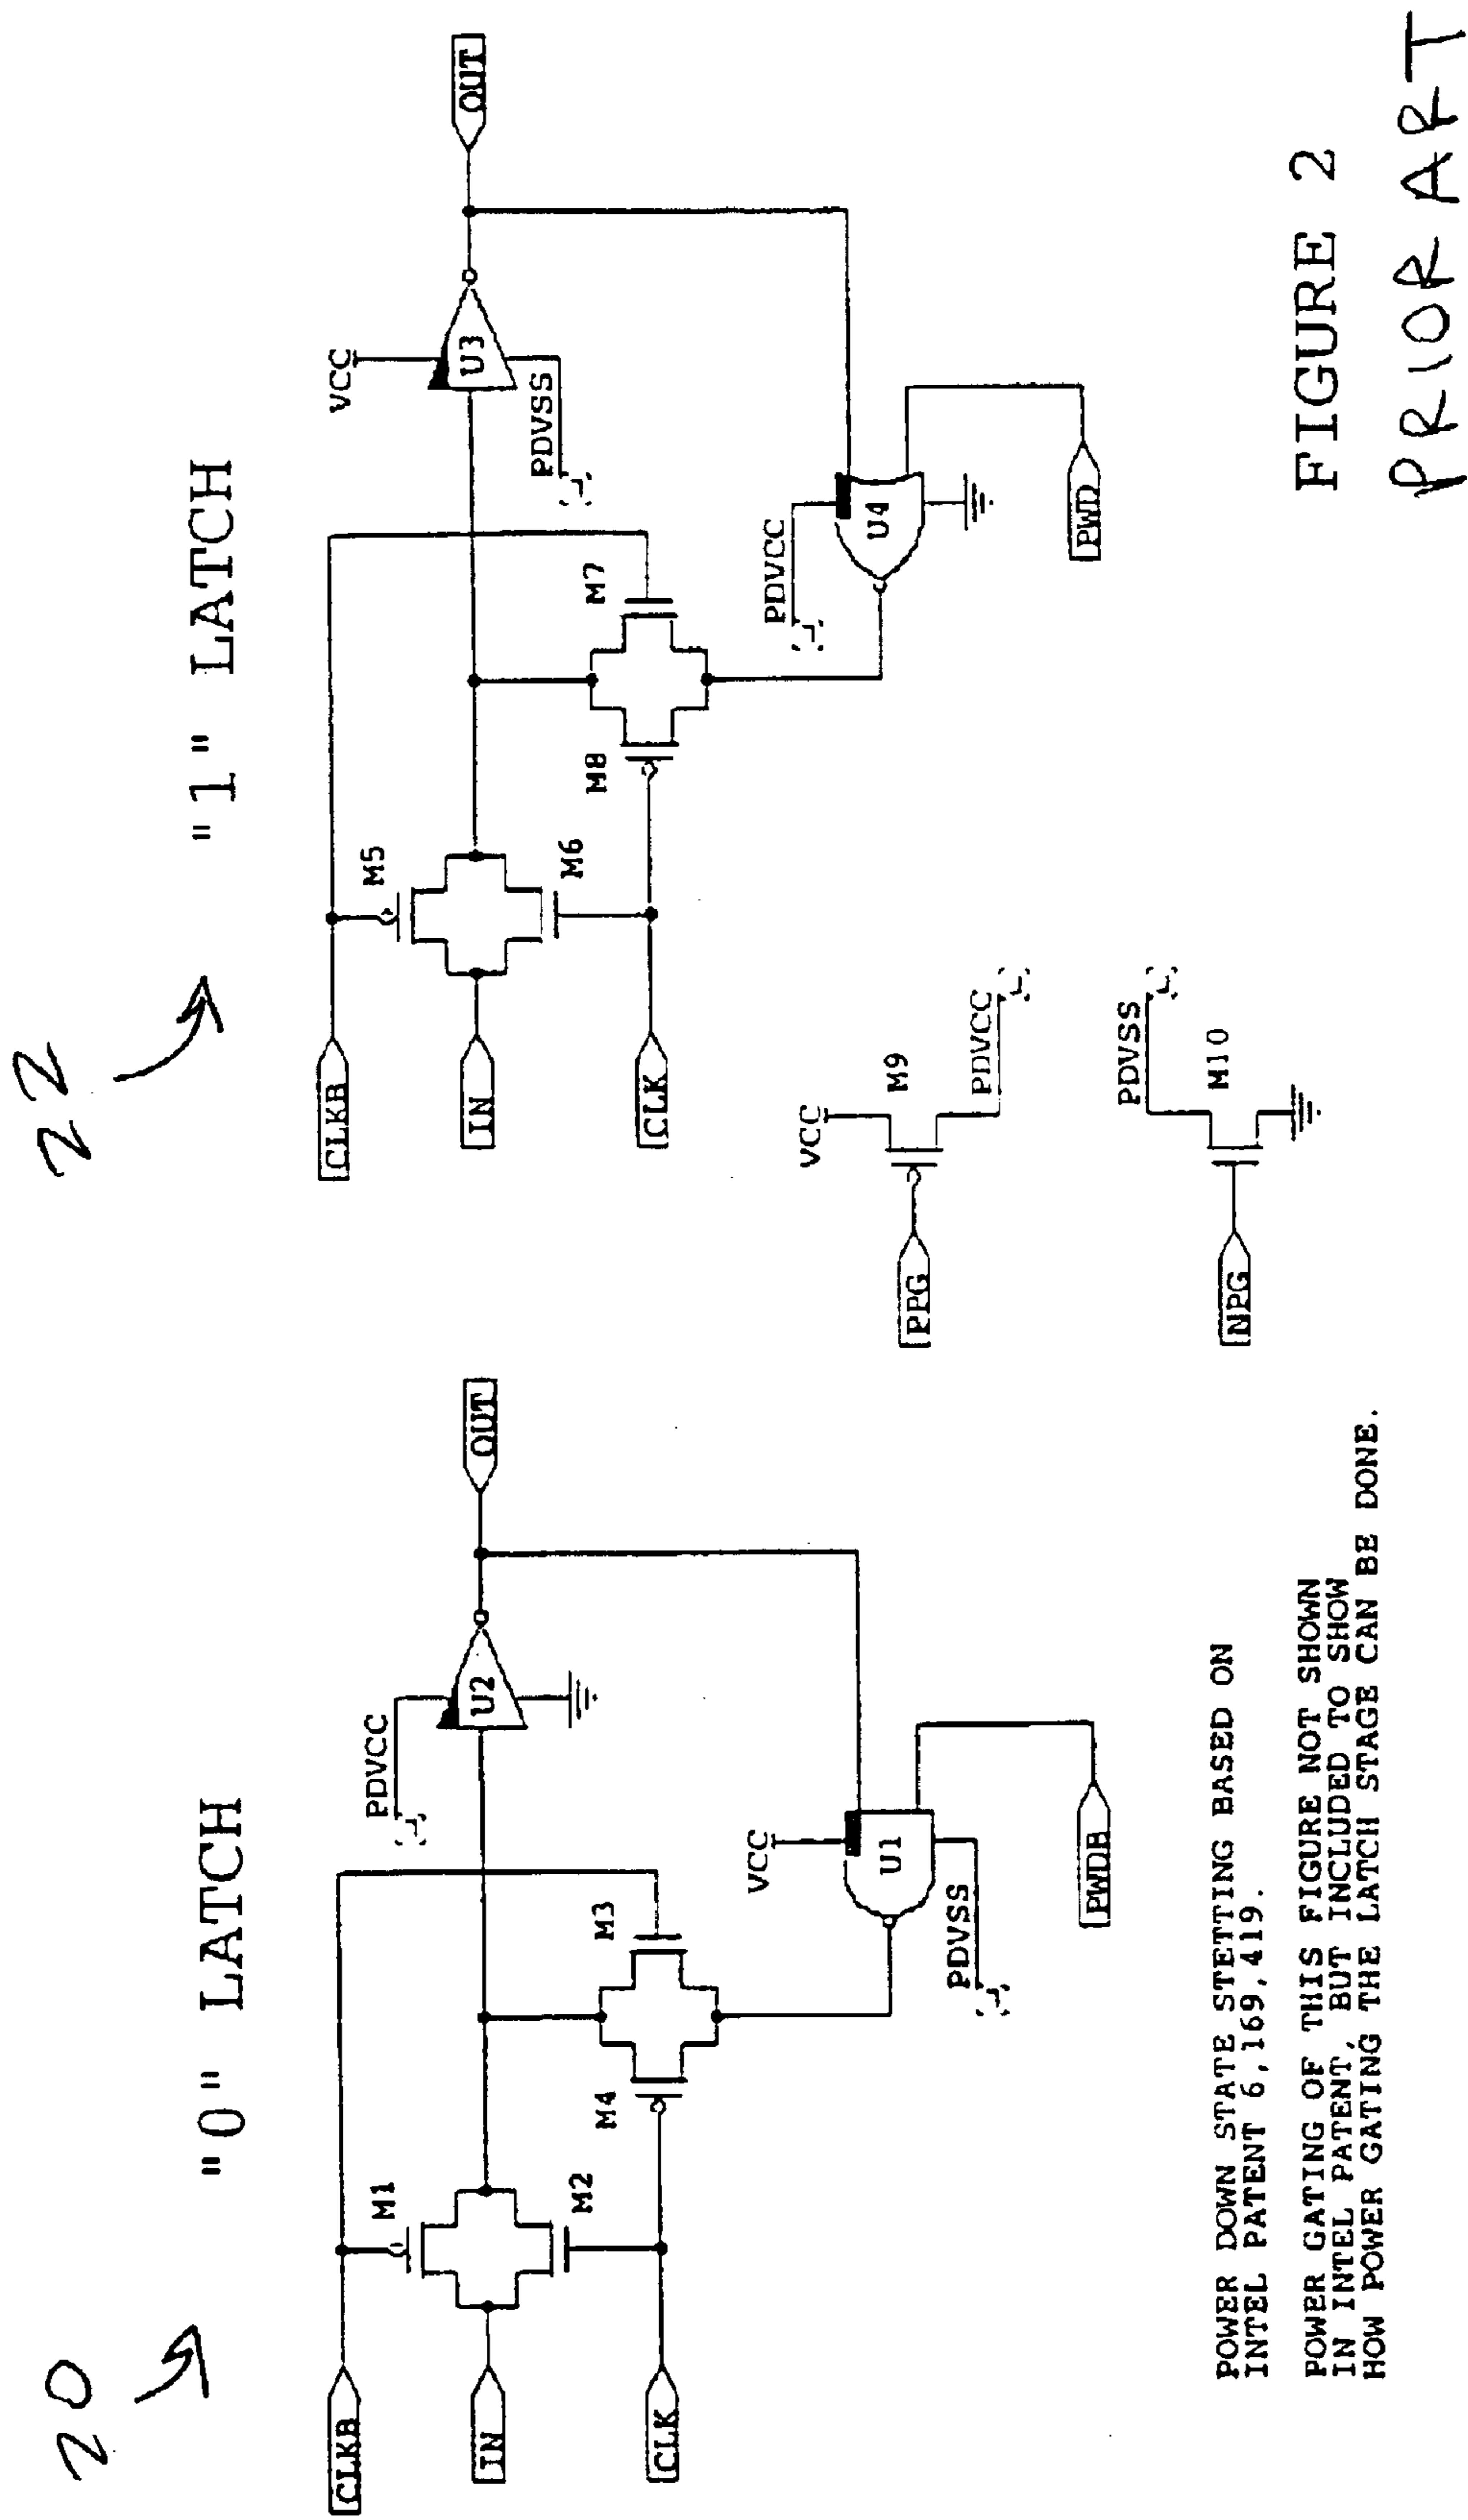 20
"0" LATCH
CLKB
M1
IN
M2
CLK
M4
M3
PDVCC
U2
OUT
VCC
U1
PDVSS
PWDB
22
"1" LATCH
CLKB
M5
IN
M6
CLK
M8
M7
VCC
U3
PDVSS
OUT
PDVCC
U4
PWD
VCC
M9
PPG
PDVCC
PDVSS
M10
NPG
POWER DOWN STATE STETTING BASED ON
INTEL PATENT 6,169,419.
POWER GATING OF THIS FIGURE NOT SHOWN
IN INTEL PATENT, BUT INCLUDED TO SHOW
HOW POWER GATING THE LATCH STAGE CAN BE DONE.
FIGURE 2
PRIOR ART